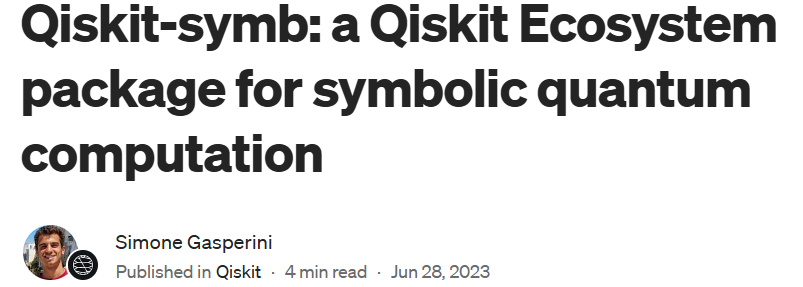 Qiskit-symb: a Qiskit Ecosystem
package for symbolic quantum
computation
Simone Gasperini
Published in Qiskit · 4 min read · Jun 28, 2023